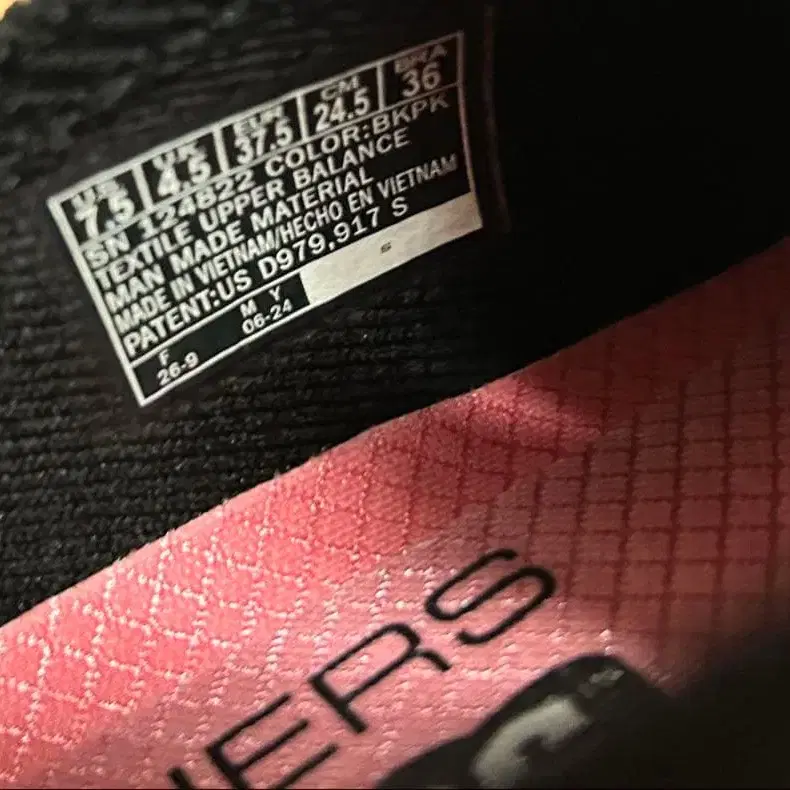 US UK EUR CM BRA
7.5 4.5 37.5 24.5 36
SN 124822 COLOR:BKPK
TEXTILE UPPER BALANCE
MAN MADE MATERIAL
MADE IN VIETNAM/HECHO EN VIETNAM
PATENT:US D979,917 S
F M Y
26-9 06-24
S
ERS